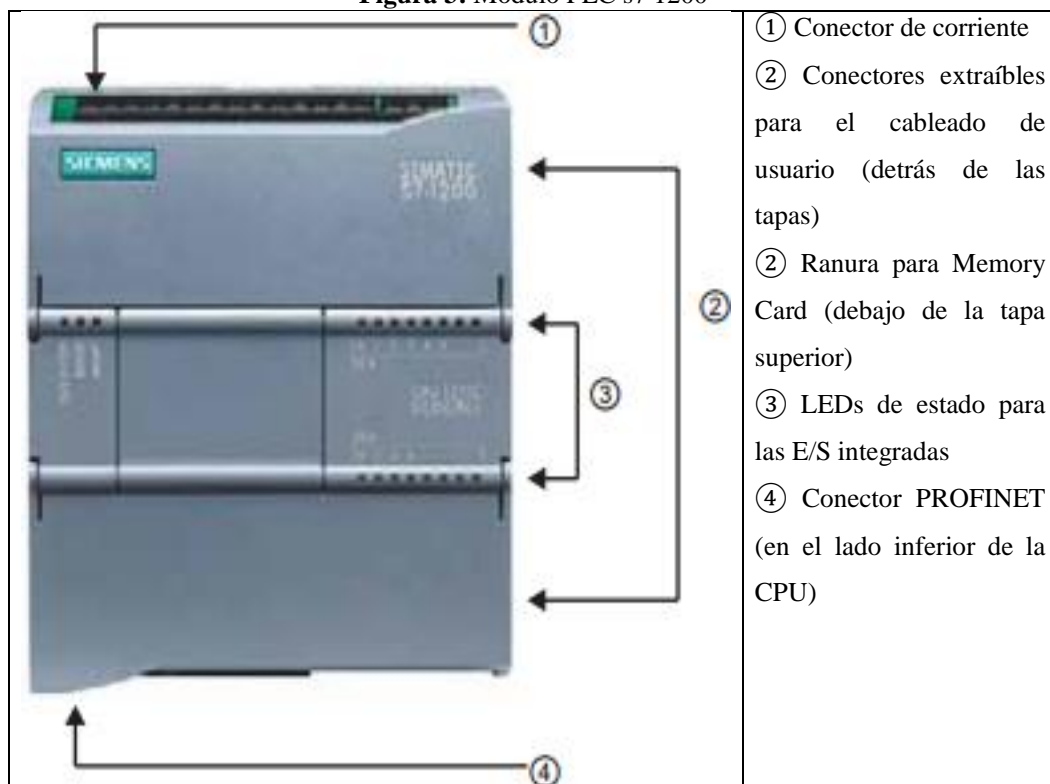 Figura 3. Módulo PLC s7-1200
①
SIEMENS
SIMATIC
S7-1200
②
③
④
① Conector de corriente
② Conectores extraíbles
para el cableado de
usuario (detrás de las
tapas)
② Ranura para Memory
Card (debajo de la tapa
superior)
③ LEDs de estado para
las E/S integradas
④ Conector PROFINET
(en el lado inferior de la
CPU)